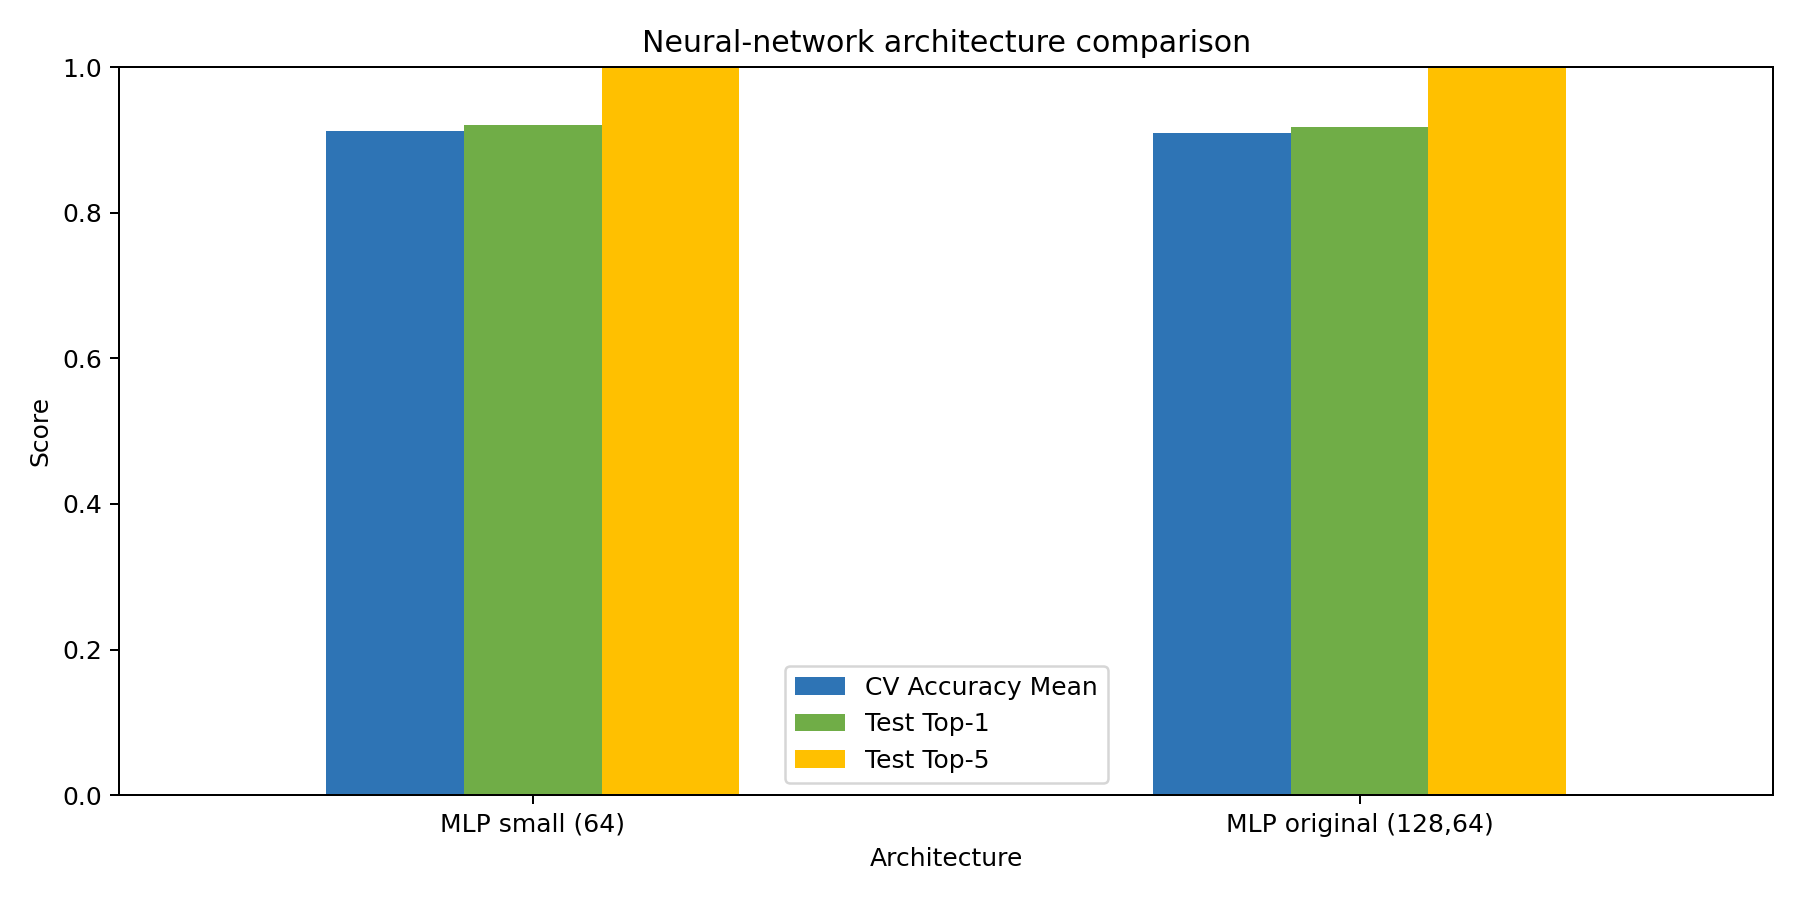 Neural-network architecture comparison
1.0
0.8
0.6
0.4
0.2
0.0
Score
CV Accuracy Mean
Test Top-1
Test Top-5
MLP small (64)
MLP original (128,64)
Architecture